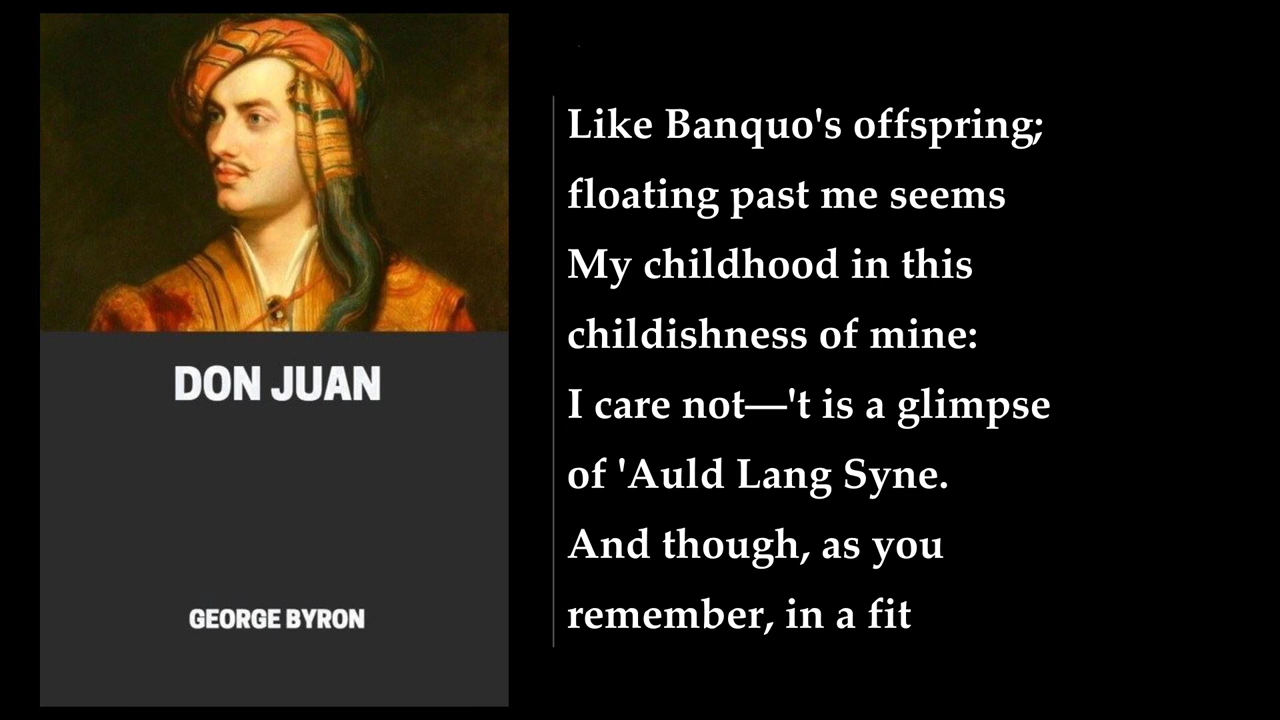 DON JUAN
GEORGE BYRON
Like Banquo's offspring;
floating past me seems
My childhood in this
childishness of mine:
I care not—'t is a glimpse
of 'Auld Lang Syne.
And though, as you
remember, in a fit